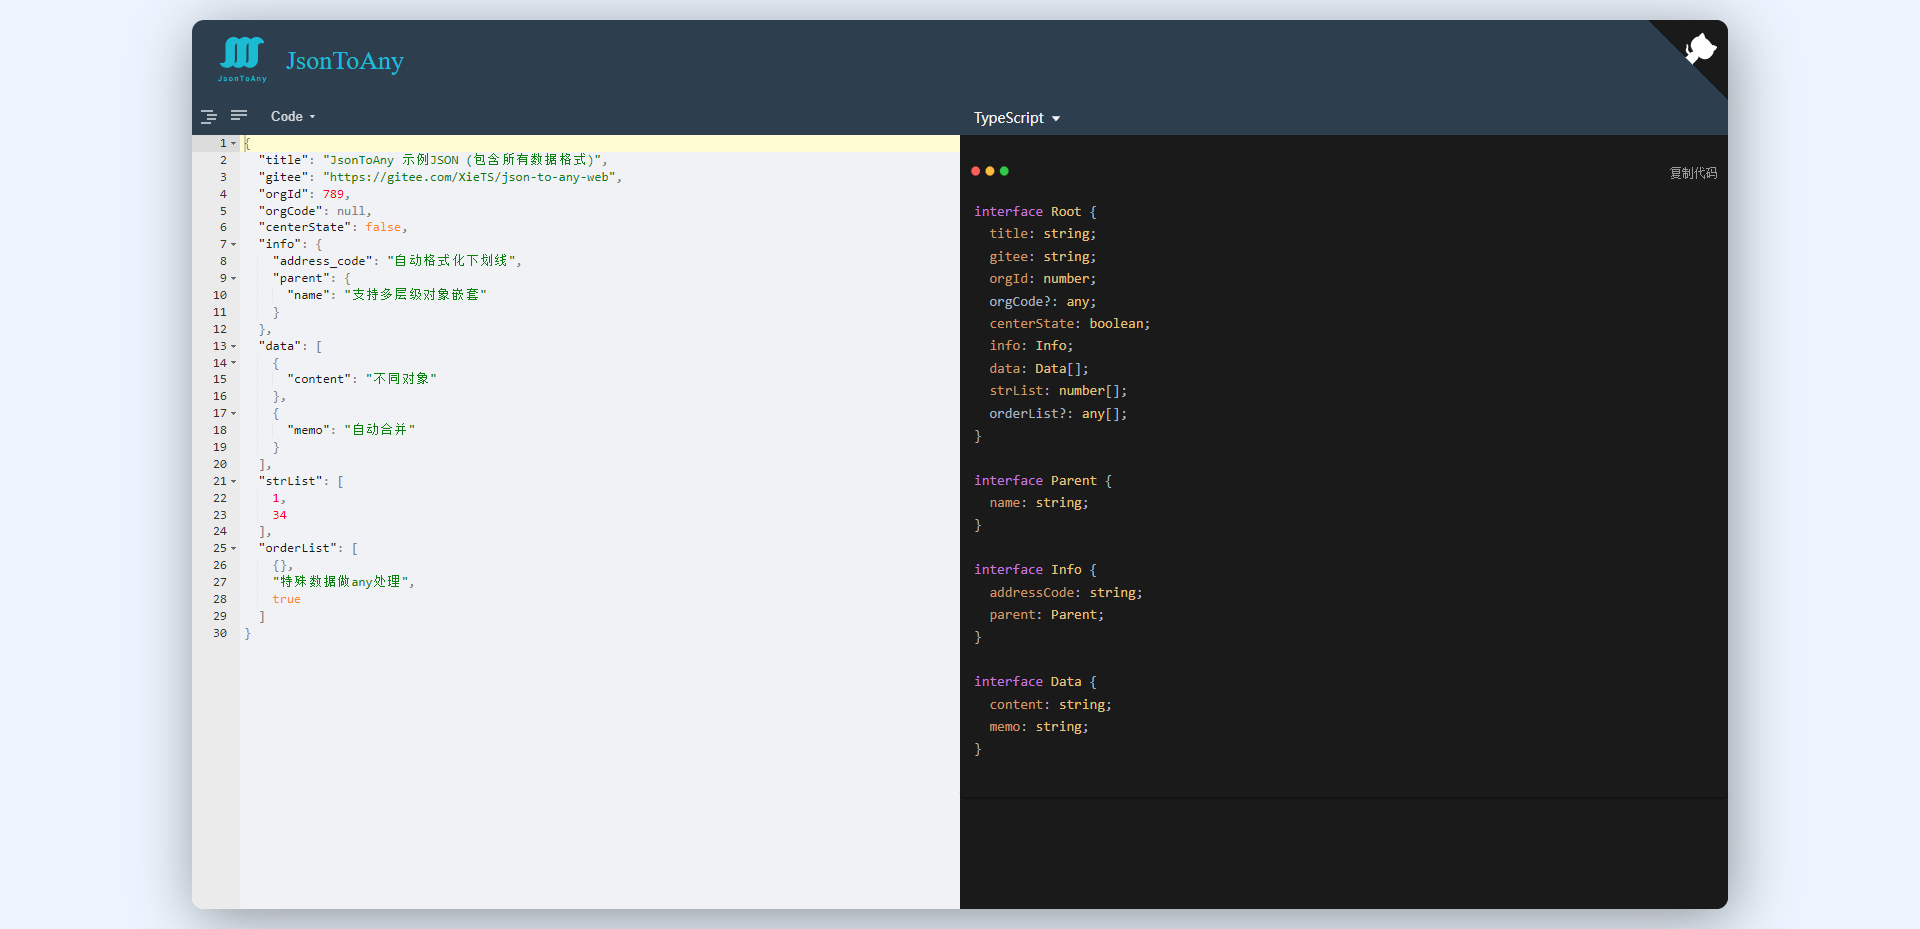 JsonToAny
JsonToAny
Code
TypeScript
1 {
2 "title": "JsonToAny 示例JSON (包含所有数据格式)",
3 "gitee": "https://gitee.com/XieTS/json-to-any-web",
4 "orgId": 789,
5 "orgCode": null,
6 "centerState": false,
7 "info": {
8 "address_code": "自动格式化下划线",
9 "parent": {
10 "name": "支持多层级对象嵌套"
11 }
12 },
13 "data": [
14 {
15 "content": "不同对象"
16 },
17 {
18 "memo": "自动合并"
19 }
20 ],
21 "strList": [
22 1,
23 34
24 ],
25 "orderList": [
26 {},
27 "特殊数据做any处理",
28 true
29 ]
30 }
复制代码
interface Root {
title: string;
gitee: string;
orgId: number;
orgCode?: any;
centerState: boolean;
info: Info;
data: Data[];
strList: number[];
orderList?: any[];
}
interface Parent {
name: string;
}
interface Info {
addressCode: string;
parent: Parent;
}
interface Data {
content: string;
memo: string;
}